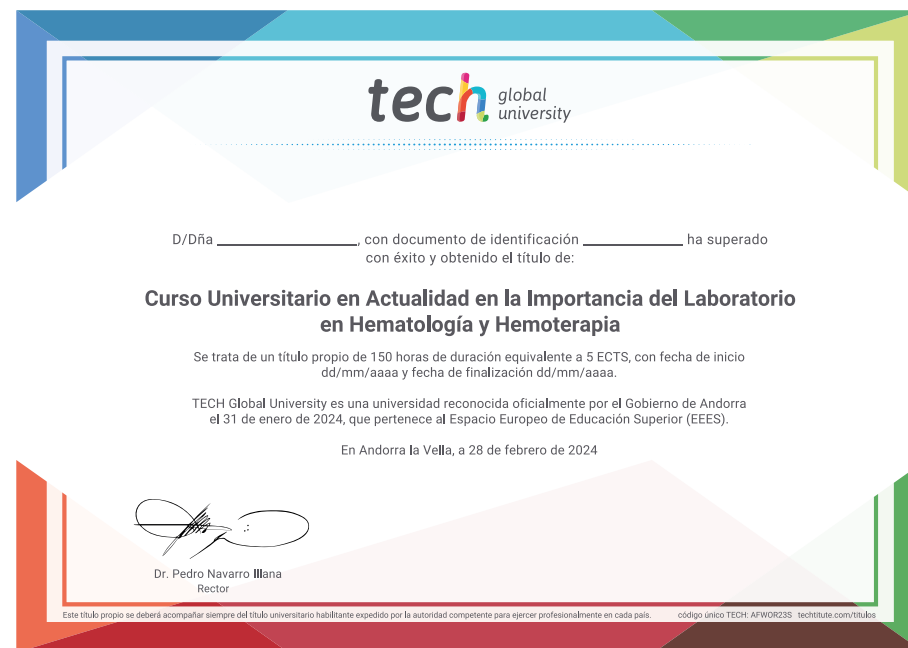 tech global university
D/Dña ____________________, con documento de identificación ______________ ha superado
con éxito y obtenido el título de:
Curso Universitario en Actualidad en la Importancia del Laboratorio
en Hematología y Hemoterapia
Se trata de un título propio de 150 horas de duración equivalente a 5 ECTS, con fecha de inicio
dd/mm/aaaa y fecha de finalización dd/mm/aaaa.
TECH Global University es una universidad reconocida oficialmente por el Gobierno de Andorra
el 31 de enero de 2024, que pertenece al Espacio Europeo de Educación Superior (EEES).
En Andorra la Vella, a 28 de febrero de 2024
Dr. Pedro Navarro Illana
Rector
Este título propio se deberá acompañar siempre del título universitario habilitante expedido por la autoridad competente para ejercer profesionalmente en cada país. código único TECH: AFWOR23S techtitute.com/titulos